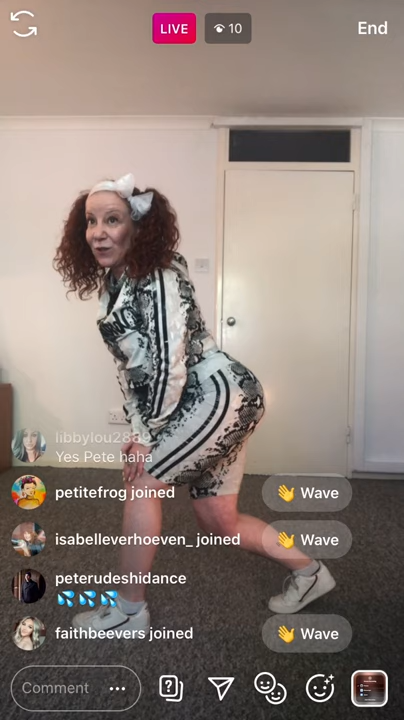 LIVE
10
End
libbylou2889
Yes Pete haha
petitefrog joined
Wave
isabelleverhoeven_ joined
Wave
peterudeshidance
💦💦💦💦
faithbeevers joined
Wave
Comment